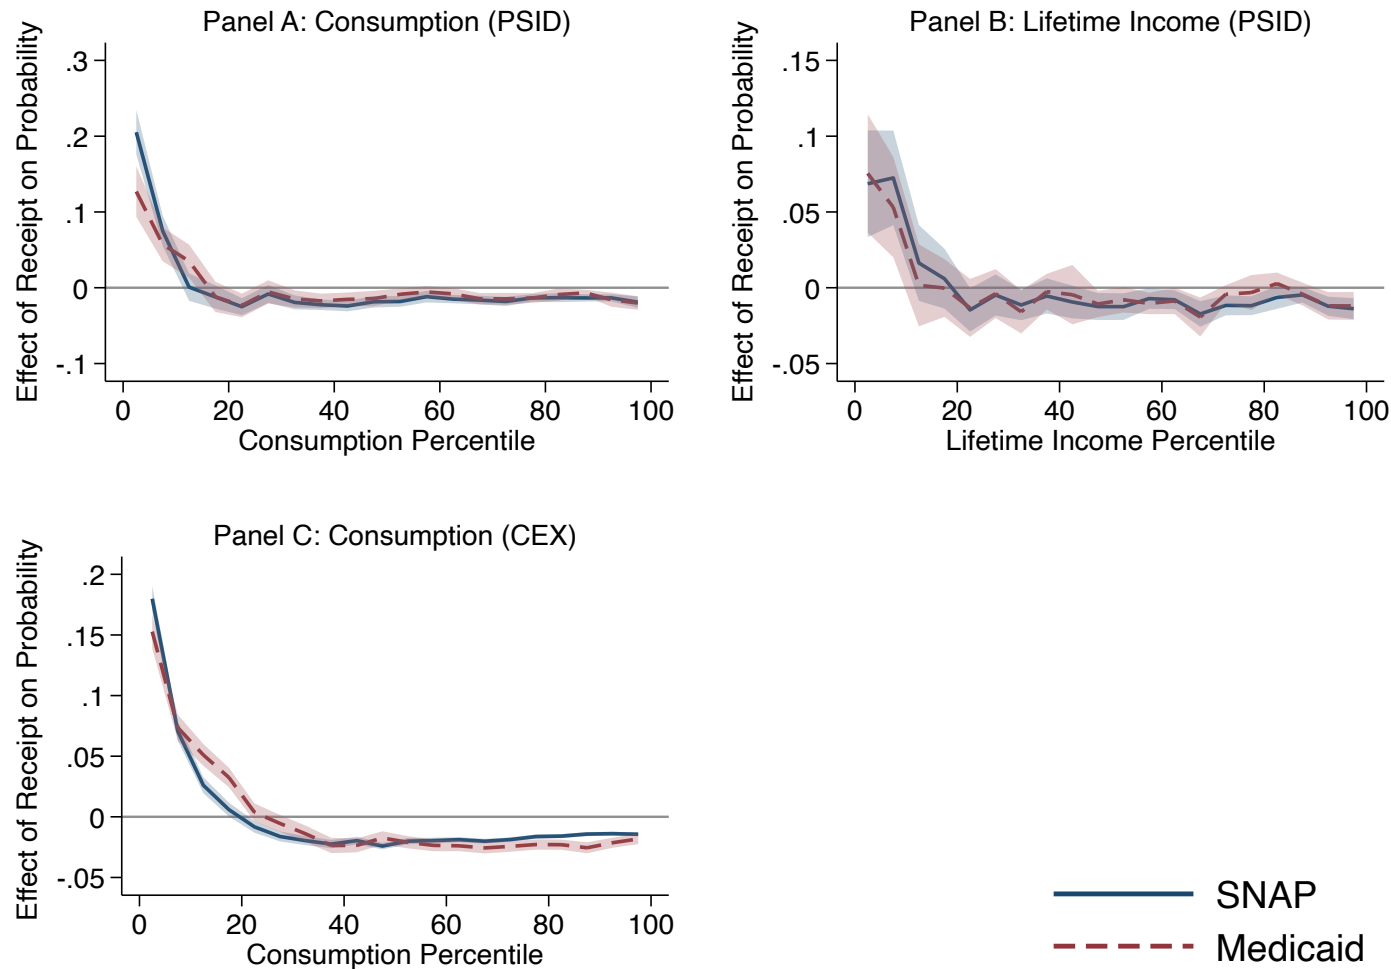 Panel A: Consumption (PSID)
Effect of Receipt on Probability
.3
.2
.1
0
-.1
0 20 40 60 80 100
Consumption Percentile
Panel B: Lifetime Income (PSID)
Effect of Receipt on Probability
.15
.1
.05
0
-.05
0 20 40 60 80 100
Lifetime Income Percentile
Panel C: Consumption (CEX)
Effect of Receipt on Probability
.2
.15
.1
.05
0
-.05
0 20 40 60 80 100
Consumption Percentile
SNAP
Medicaid